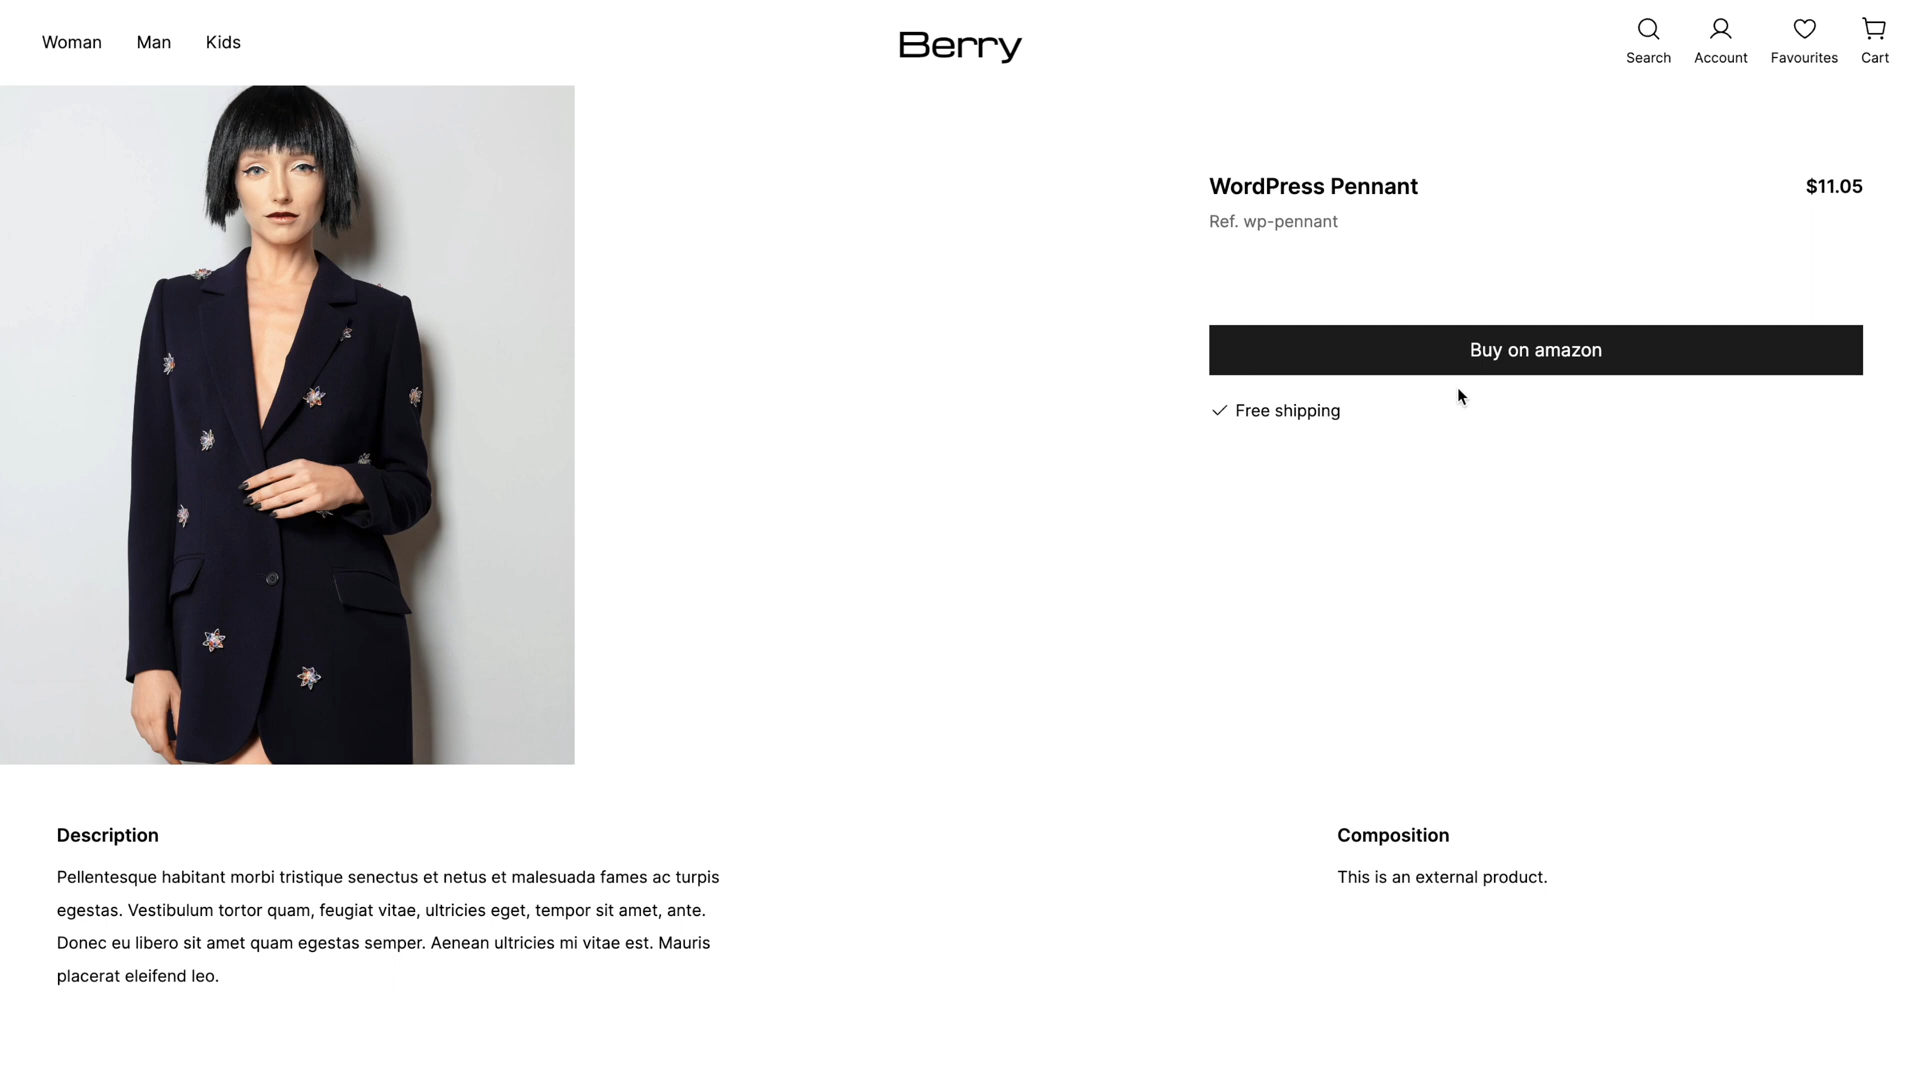 Woman Man Kids
Berry
Search Account Favourites Cart
WordPress Pennant $11.05
Ref. wp-pennant
Buy on amazon
Free shipping
Description
Pellentesque habitant morbi tristique senectus et netus et malesuada fames ac turpis
egestas. Vestibulum tortor quam, feugiat vitae, ultricies eget, tempor sit amet, ante.
Donec eu libero sit amet quam egestas semper. Aenean ultricies mi vitae est. Mauris
placerat eleifend leo.
Composition
This is an external product.